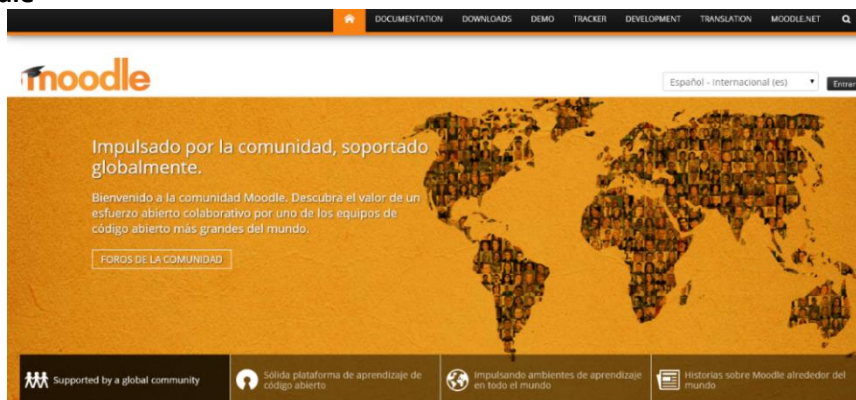 DOCUMENTATION DOWNLOADS DEMO TRACKER DEVELOPMENT TRANSLATION MOODLE.NET
moodle
Español - Internacional (es)
Entrar
Impulsado por la comunidad, soportado
globalmente.
Bienvenido a la comunidad Moodle. Descubra el valor de un
esfuerzo abierto colaborativo por uno de los equipos de
código abierto más grandes del mundo.
FOROS DE LA COMUNIDAD
Supported by a global community
Sólida plataforma de aprendizaje de
código abierto
Impulsando ambientes de aprendizaje
en todo el mundo
Historias sobre Moodle alrededor del
mundo